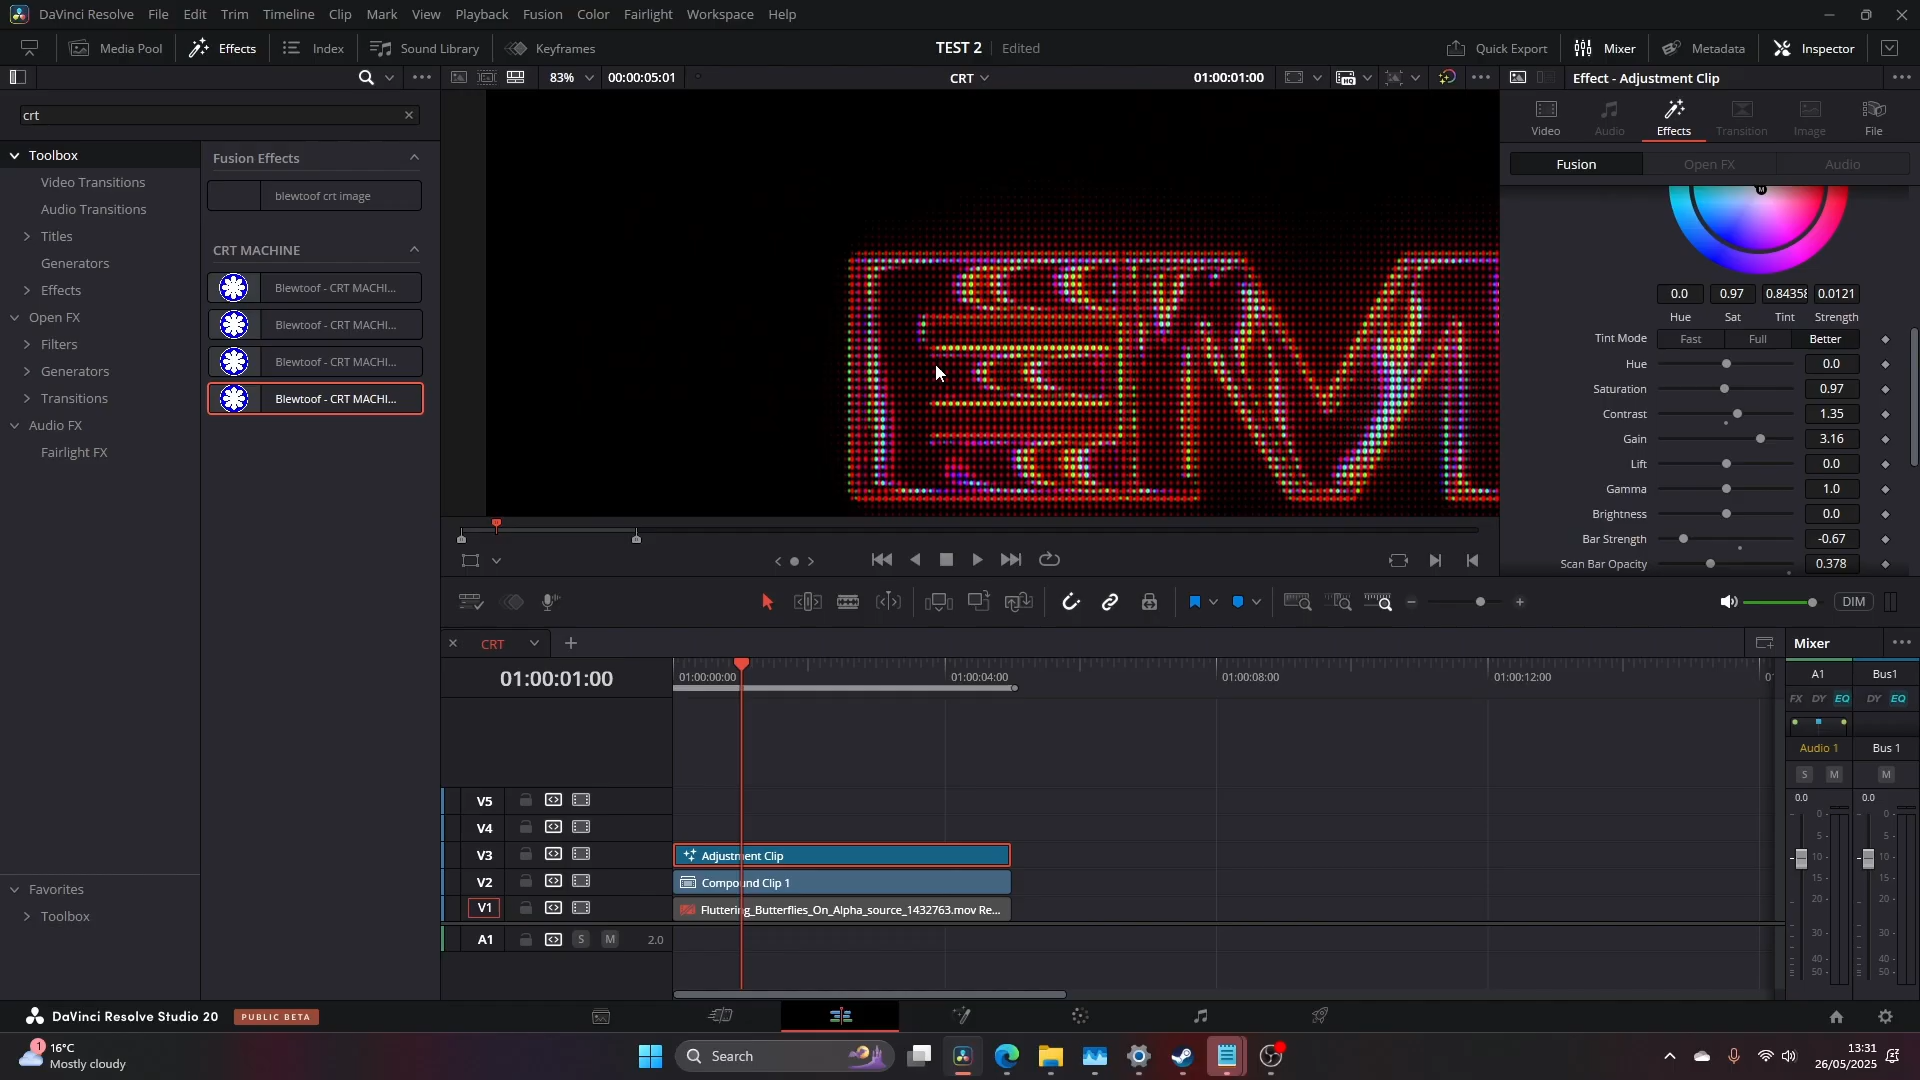 DaVinci Resolve File Edit Trim Timeline Clip Mark View Playback Fusion Color Fairlight Workspace Help
Media Pool Effects Index Sound Library Keyframes TEST 2 Edited Quick Export Mixer Metadata Inspector
83% 00:00:05:01 CRT 01:00:01:00 Effect - Adjustment Clip
crt
Video Audio Effects Transition Image File
Fusion Open FX Audio
Toolbox
Video Transitions
Audio Transitions
Titles
Generators
Effects
Open FX
Filters
Generators
Transitions
Audio FX
Fairlight FX
Favorites
Toolbox
Fusion Effects
blewtoof crt image
CRT MACHINE
Blewtoof - CRT MACHI...
Blewtoof - CRT MACHI...
Blewtoof - CRT MACHI...
Blewtoof - CRT MACHI...
M
0.0 0.97 0.8435 0.0121
Hue Sat Tint Strength
Tint Mode Fast Full Better
Hue 0.0
Saturation 0.97
Contrast 1.35
Gain 3.16
Lift 0.0
Gamma 1.0
Brightness 0.0
Bar Strength -0.67
Scan Bar Opacity 0.378
DIM
CRT
01:00:01:00
01:00:00:00 01:00:04:00 01:00:08:00 01:00:12:00
V5
V4
V3 Adjustment Clip
V2 Compound Clip 1
V1 Fluttering_Butterflies_On_Alpha_source_1432763.mov Re...
A1 S M 2.0
Mixer
A1 Bus1
FX DY EQ DY EQ
Audio 1 Bus 1
S M M
0.0 0.0
DaVinci Resolve Studio 20 PUBLIC BETA
1
16°C
Mostly cloudy
Search
13:31
26/05/2025